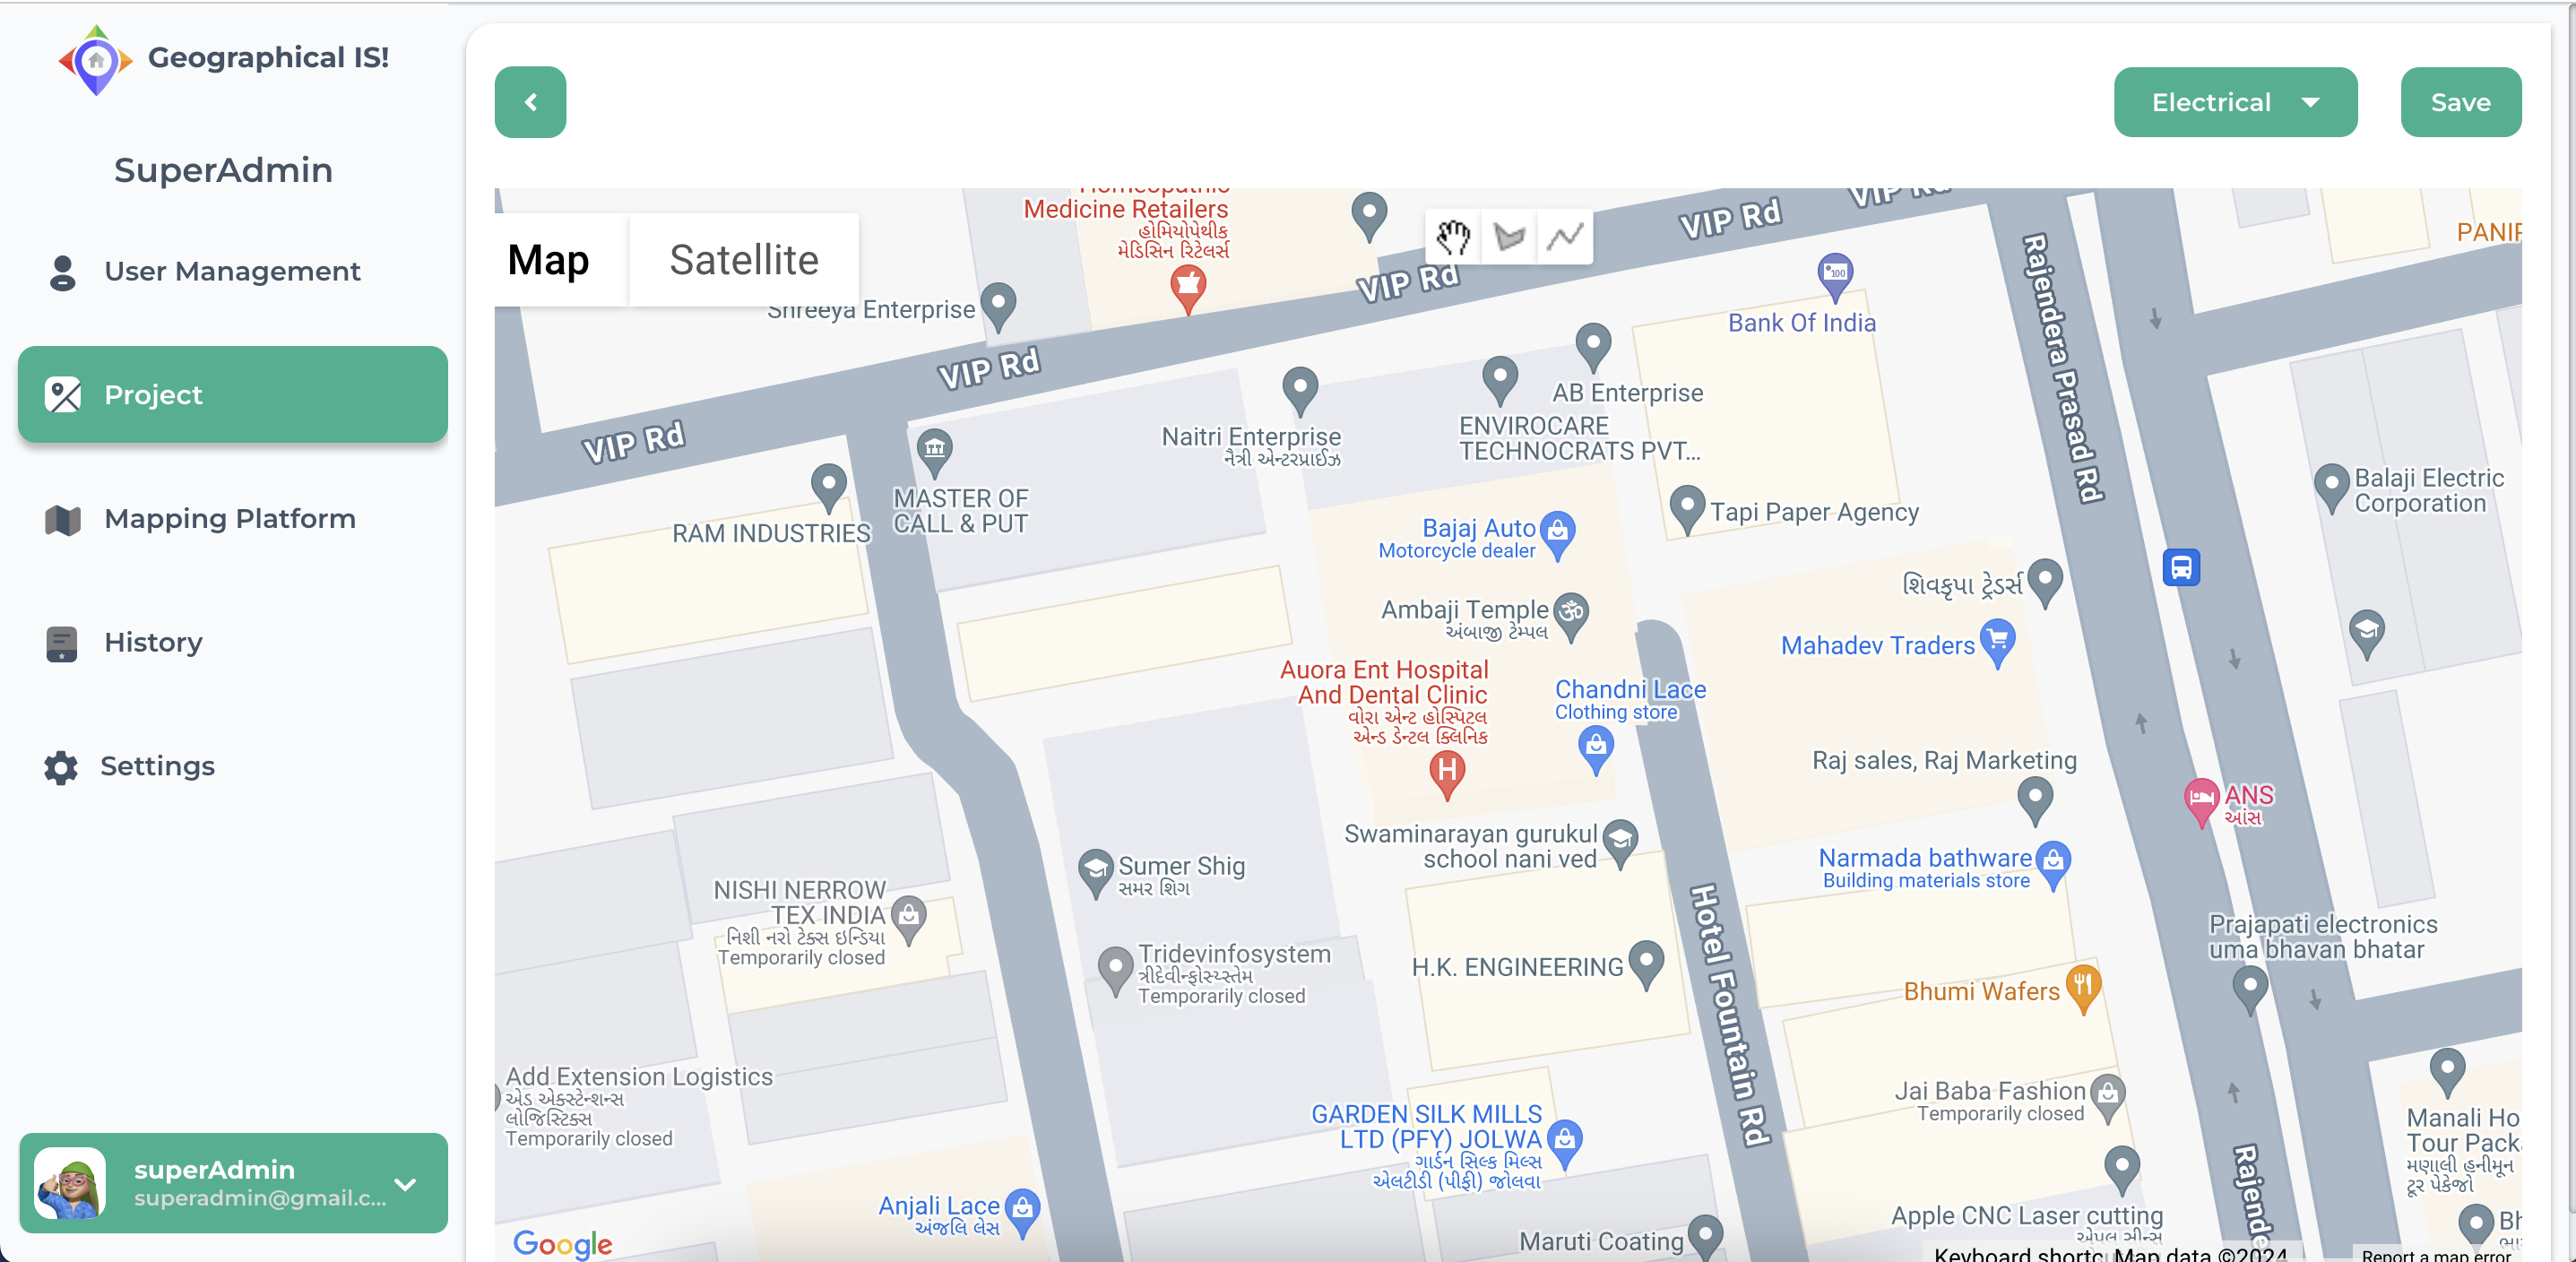 Geographical IS!
SuperAdmin
User Management
Project
Mapping Platform
History
Settings
superAdmin
superadmin@gmail.c...
Electrical
Save
Map
Satellite
Homeopathic
Medicine Retailers
હોમિયોપેથીક
મેડિસિન રિટેલર્સ
Shreeya Enterprise
VIP Rd
VIP Rd
VIP Rd
VIP Rd
VIP Rd
Bank Of India
PANIP
Rajendera Prasad Rd
AB Enterprise
ENVIROCARE
TECHNOCRATS PVT...
Naitri Enterprise
નૈત્રી એન્ટરપ્રાઈઝ
MASTER OF
CALL & PUT
RAM INDUSTRIES
Tapi Paper Agency
Balaji Electric
Corporation
Bajaj Auto
Motorcycle dealer
Ambaji Temple
અંબાજી ટેમ્પલ
શિવકૃપા ટ્રેડર્સ
Mahadev Traders
Auora Ent Hospital
And Dental Clinic
વોરા એન્ટ હોસ્પિટલ
એન્ડ ડેન્ટલ ક્લિનિક
Chandni Lace
Clothing store
Raj sales, Raj Marketing
ANS
આંસ
Swaminarayan gurukul
school nani ved
Narmada bathware
Building materials store
Sumer Shig
સમર શિગ
NISHI NERROW
TEX INDIA
નિશી નરો ટેક્સ ઇન્ડિયા
Temporarily closed
Hotel Fountain Rd
Prajapati electronics
uma bhavan bhatar
Tridevinfosystem
ત્રીદેવીન્ફોસ્ય્સ્તેમ
Temporarily closed
H.K. ENGINEERING
Bhumi Wafers
Add Extension Logistics
એડ એક્સ્ટેન્શન્સ
લોજિસ્ટિક્સ
Temporarily closed
Jai Baba Fashion
Temporarily closed
GARDEN SILK MILLS
LTD (PFY) JOLWA
ગાર્ડન સિલ્ક મિલ્સ
એલટીડી (પીફી) જોલવા
Manali Ho
Tour Pack
મણાલી હનીમૂન
ટૂર પેકેજો
Rajende
Anjali Lace
અંજલિ લેસ
Apple CNC Laser cutting
એપલ સીન્સ
Maruti Coating
Bh
Google
Keyboard shortc
Map data ©2024
Report a map error